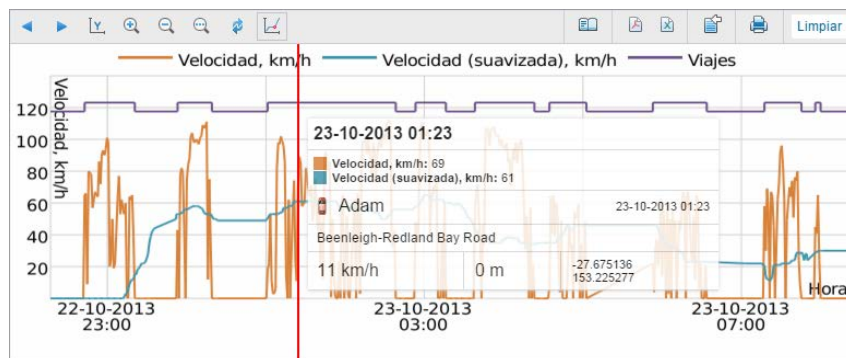 Limpiar
Velocidad, km/h
Velocidad (suavizada), km/h
Viajes
Velocidad, km/h
120
100
80
60
40
20
23-10-2013 01:23
Velocidad, km/h: 69
Velocidad (suavizada), km/h: 61
Adam 23-10-2013 01:23
Beenleigh-Redland Bay Road
11 km/h 0 m -27.675136
153.225277
Hora
22-10-2013
23:00
23-10-2013
03:00
23-10-2013
07:00